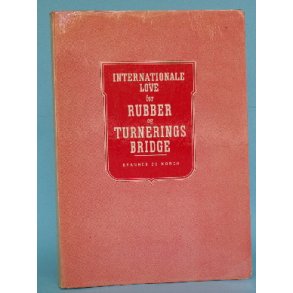 INTERNATIONALE
LOVE
for
RUBBER
og
TURNERINGS
BRIDGE